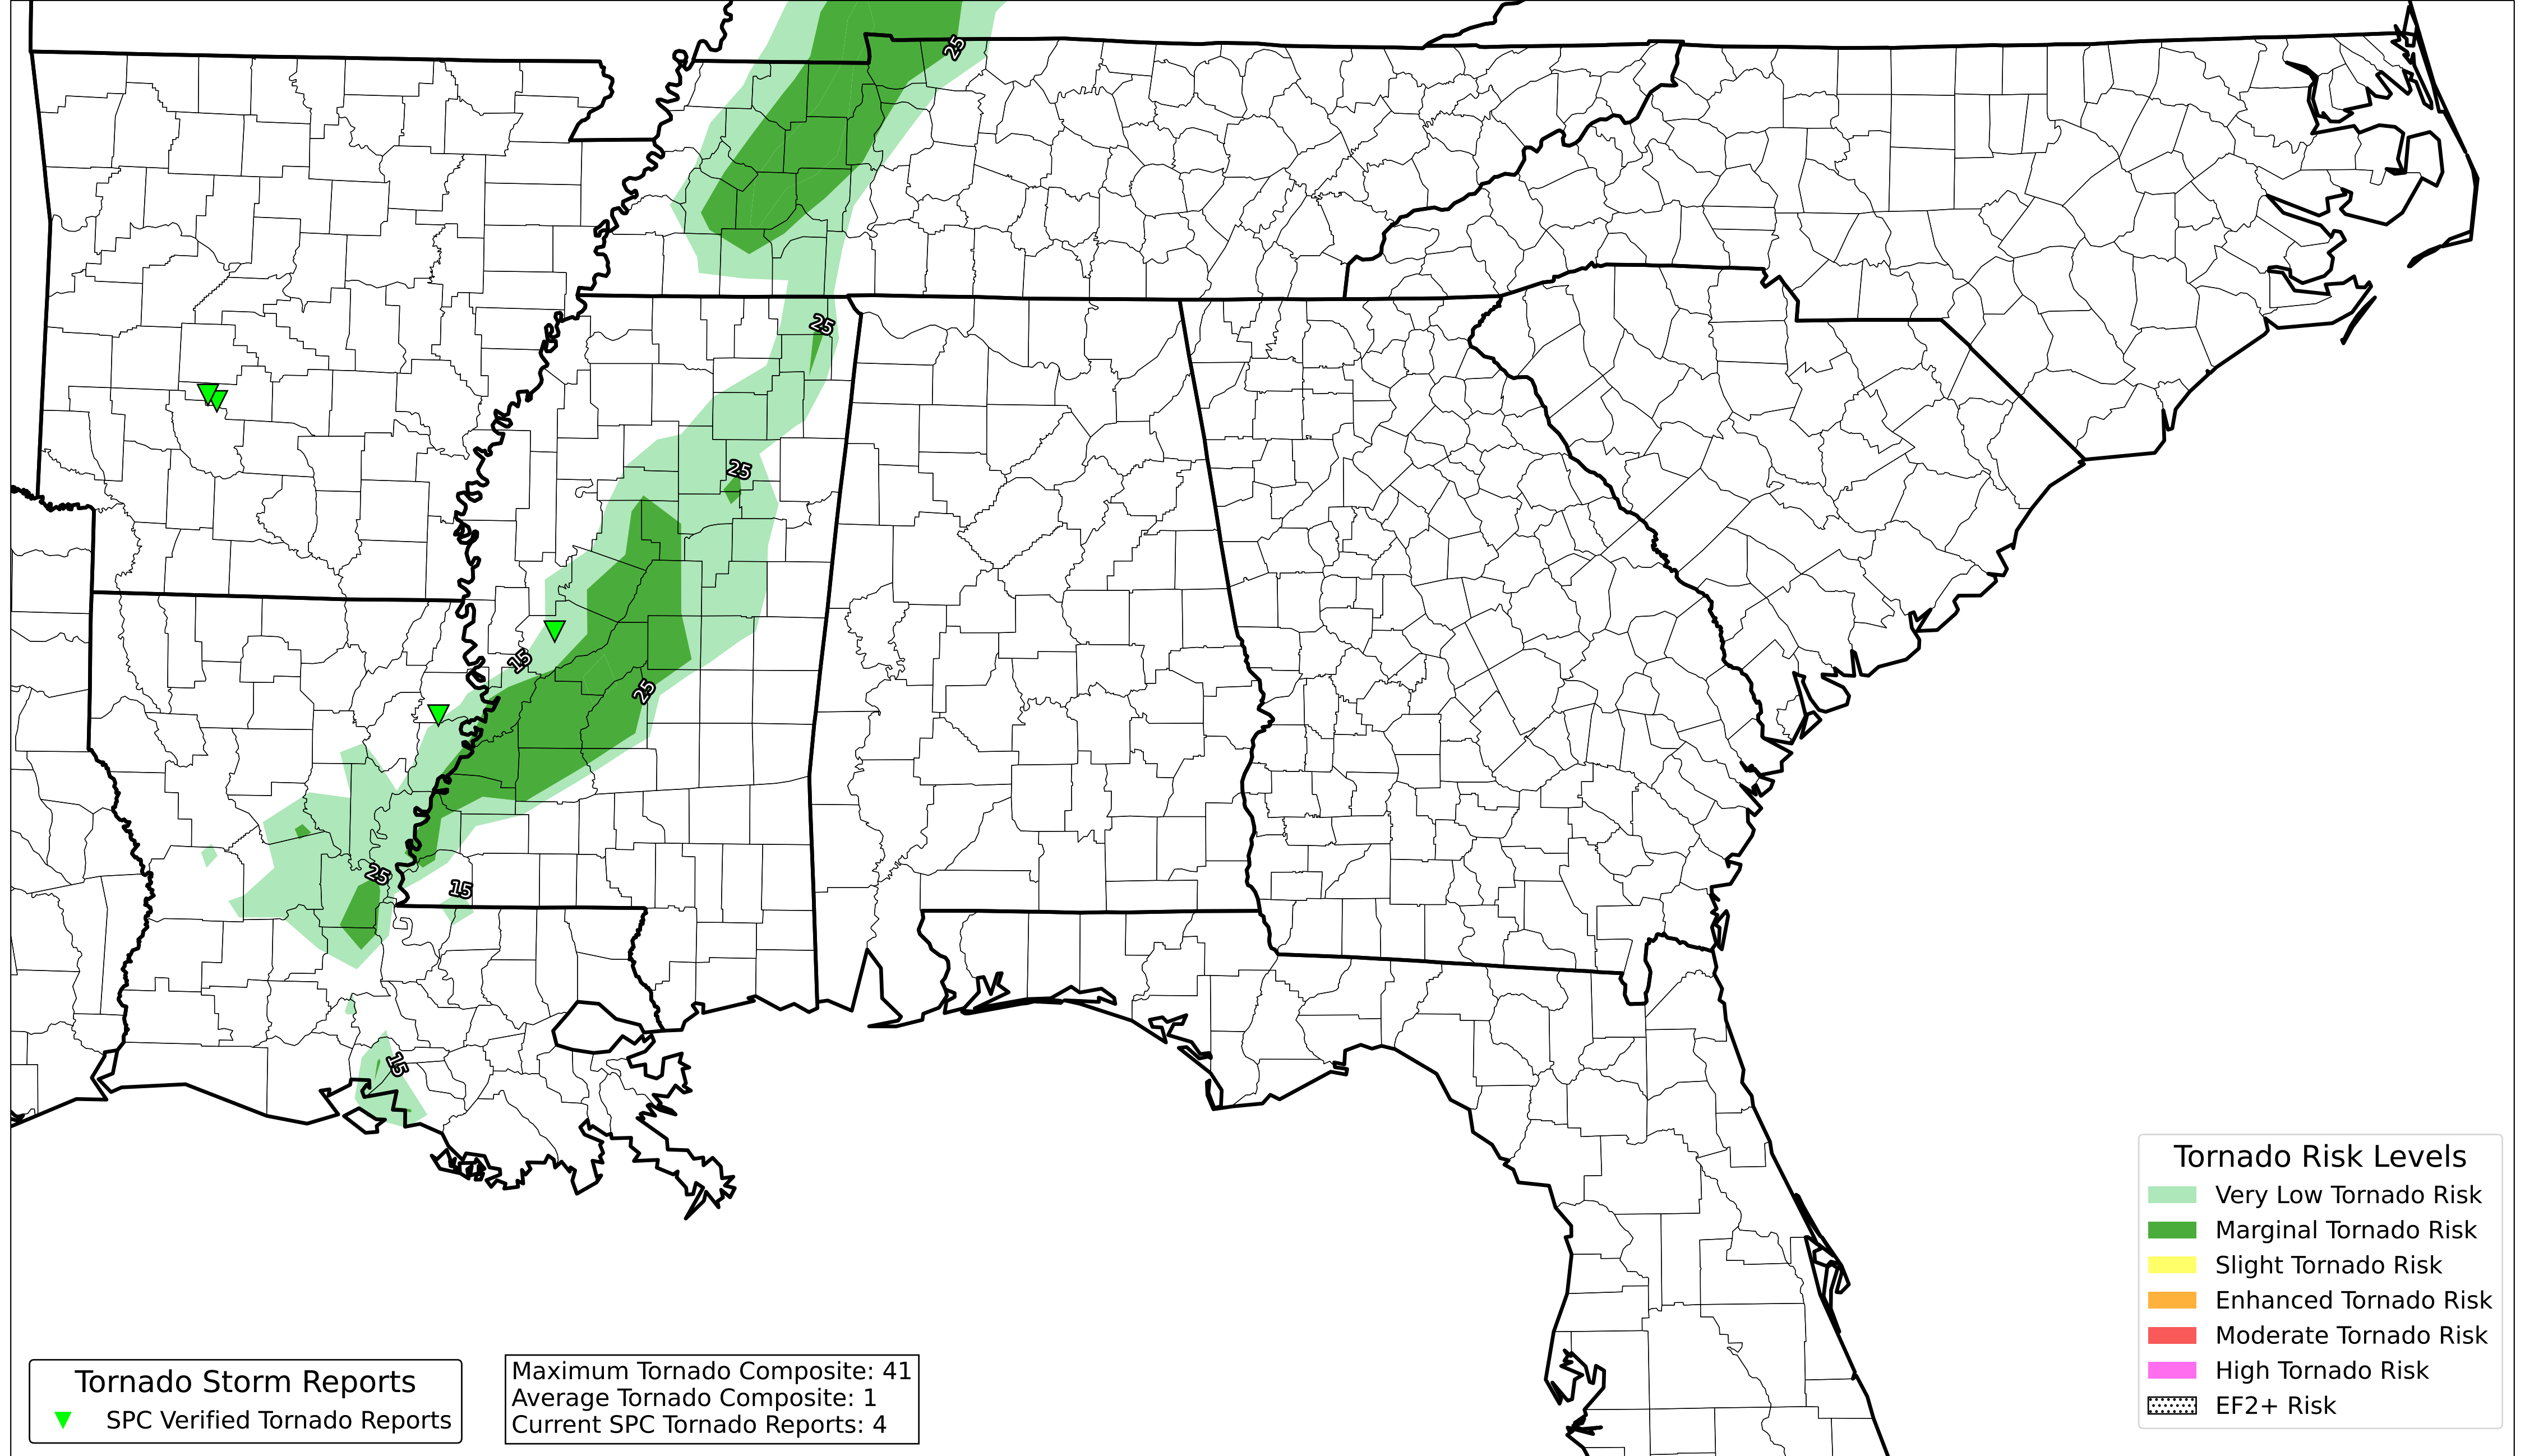 25
25
25
15
25
25
15
15
Tornado Risk Levels
Very Low Tornado Risk
Marginal Tornado Risk
Slight Tornado Risk
Enhanced Tornado Risk
Moderate Tornado Risk
High Tornado Risk
EF2+ Risk
Tornado Storm Reports
SPC Verified Tornado Reports
Maximum Tornado Composite: 41
Average Tornado Composite: 1
Current SPC Tornado Reports: 4